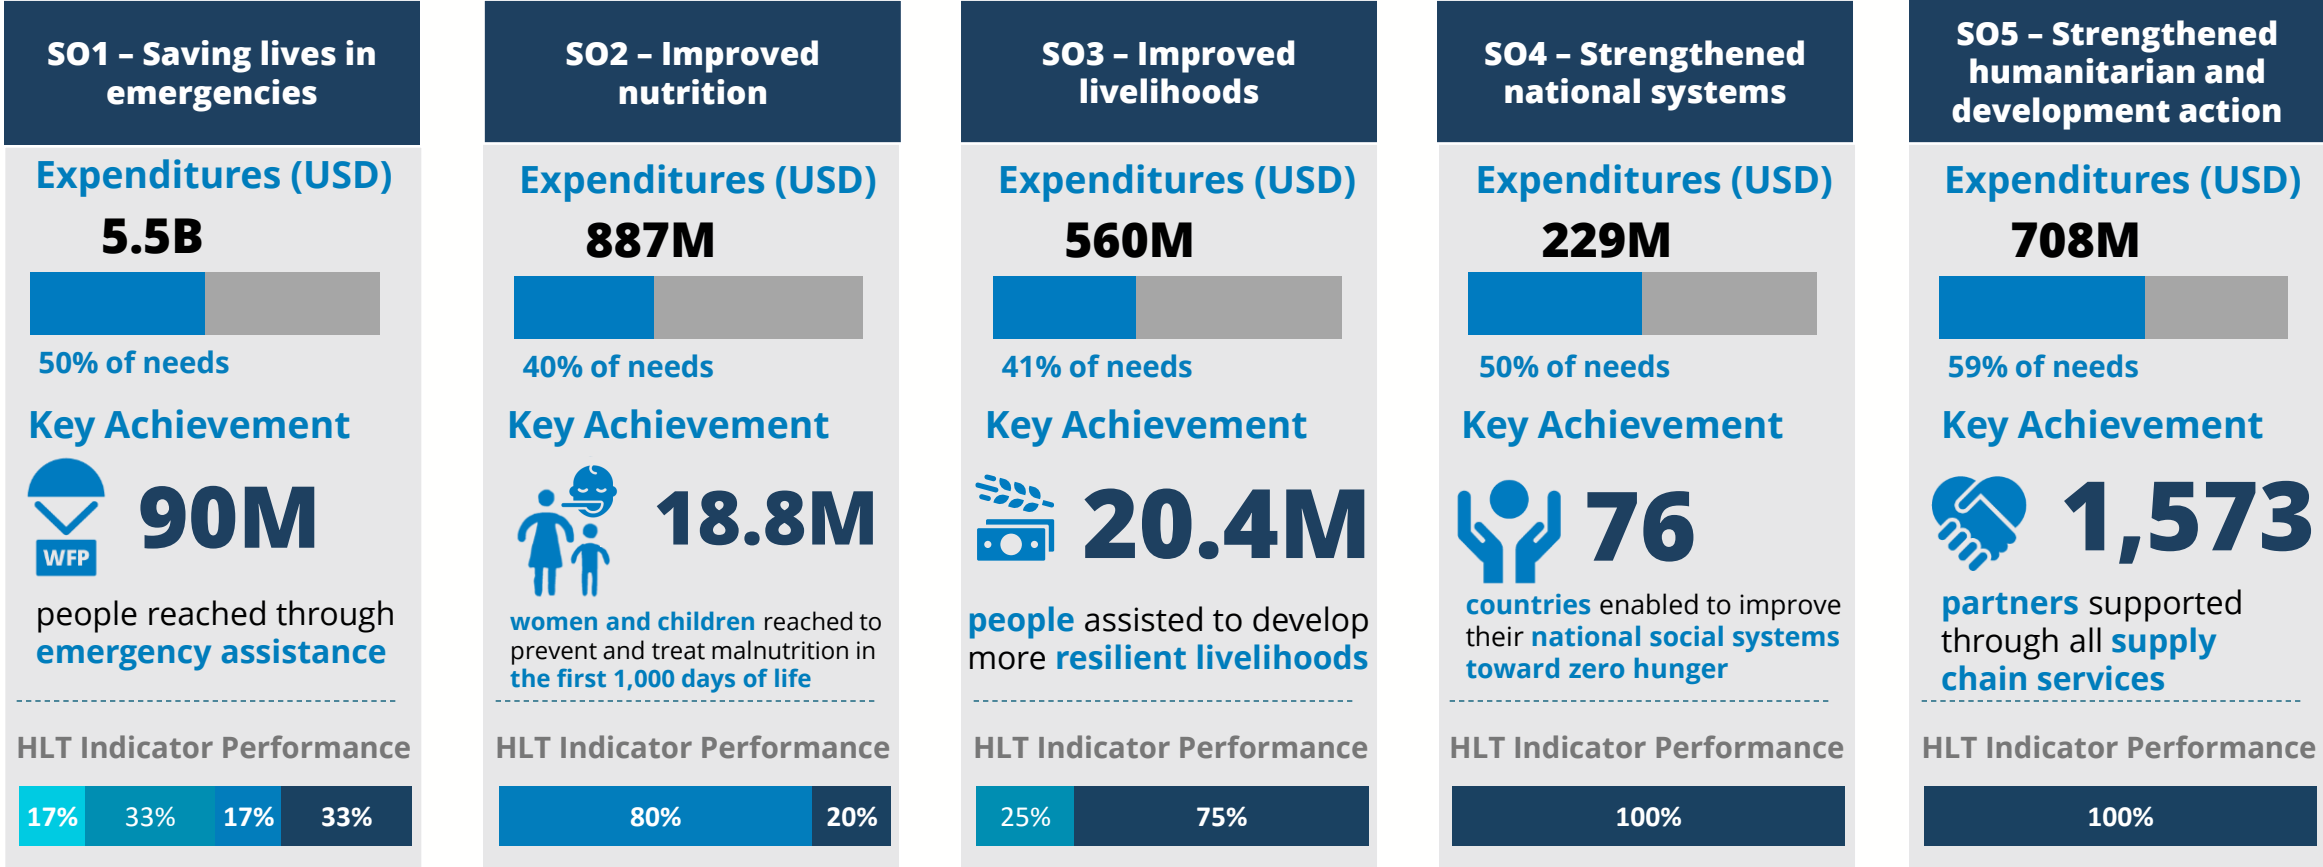 SO1 – Saving lives in
emergencies
Expenditures (USD)
5.5B
50% of needs
Key Achievement
WFP
90M
people reached through
emergency assistance
HLT Indicator Performance
17% 33% 17% 33%
SO2 – Improved
nutrition
Expenditures (USD)
887M
40% of needs
Key Achievement
18.8M
women and children reached to
prevent and treat malnutrition in
the first 1,000 days of life
HLT Indicator Performance
80% 20%
SO3 – Improved
livelihoods
Expenditures (USD)
560M
41% of needs
Key Achievement
20.4M
people assisted to develop
more resilient livelihoods
HLT Indicator Performance
25% 75%
SO4 – Strengthened
national systems
Expenditures (USD)
229M
50% of needs
Key Achievement
76
countries enabled to improve
their national social systems
toward zero hunger
HLT Indicator Performance
100%
SO5 – Strengthened
humanitarian and
development action
Expenditures (USD)
708M
59% of needs
Key Achievement
1,573
partners supported
through all supply
chain services
HLT Indicator Performance
100%